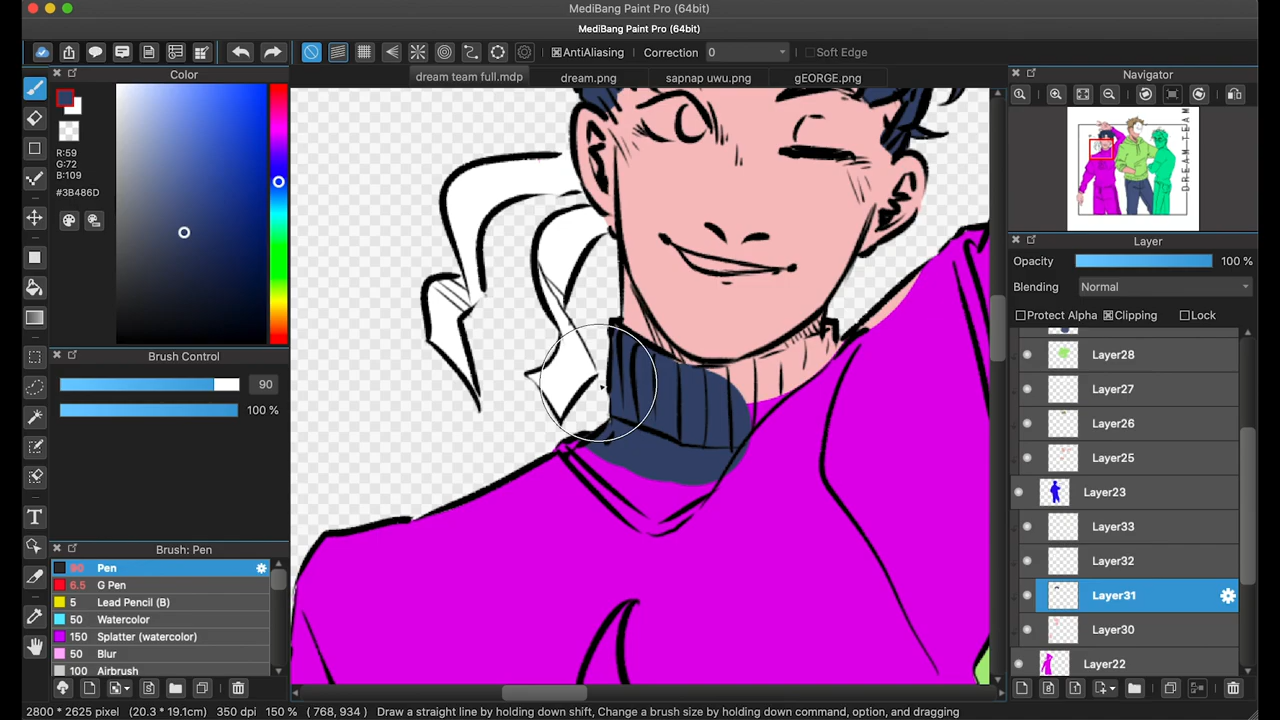 MediBang Paint Pro (64bit)
MediBang Paint Pro (64bit)
AntiAliasing Correction 0 Soft Edge
Color
dream team full.mdp dream.png sapnap uwu.png gEORGE.png
Navigator
R:59
G:72
B:109
#3B486D
DREAM TEAM
Layer
Opacity 100 %
Blending Normal
Protect Alpha Clipping Lock
Brush Control
90
100 %
Layer28
Layer27
Layer26
Layer25
Layer23
Layer33
Layer32
Layer31
Layer30
Layer22
Brush: Pen
90 Pen
6.5 G Pen
5 Lead Pencil (B)
50 Watercolor
150 Splatter (watercolor)
50 Blur
100 Airbrush
2800 * 2625 pixel (20.3 * 19.1cm) 350 dpi 150 % ( 768, 934 ) Draw a straight line by holding down shift, Change a brush size by holding down command, option, and dragging